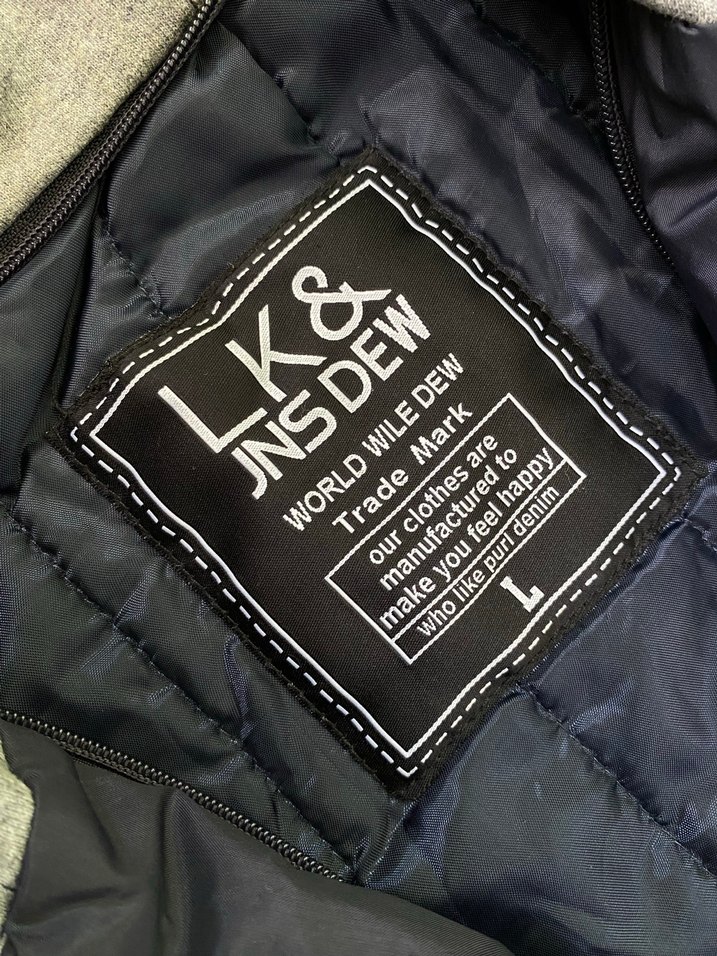 LK&
JNS DEW
WORLD WILE DEW
Trade Mark
our clothes are
manufactured to
make you feel happy
who like purl denim
L